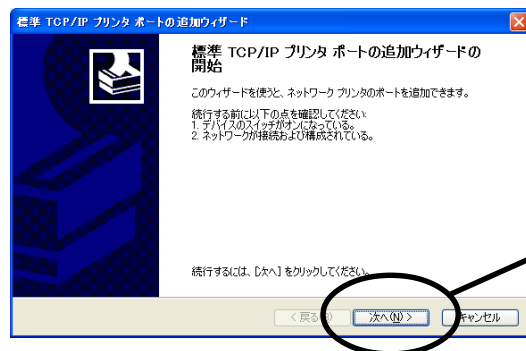 標準 TCP/IP プリンタ ポートの追加ウィザード
標準 TCP/IP プリンタ ポートの追加ウィザードの
開始
このウィザードを使うと、ネットワーク プリンタのポートを追加できます。
続行する前に以下の点を確認してください:
1. デバイスのスイッチがオンになっている。
2. ネットワークが接続および構成されている。
続行するには、[次へ] をクリックしてください。
< 戻る
次へ(N) >
キャンセル